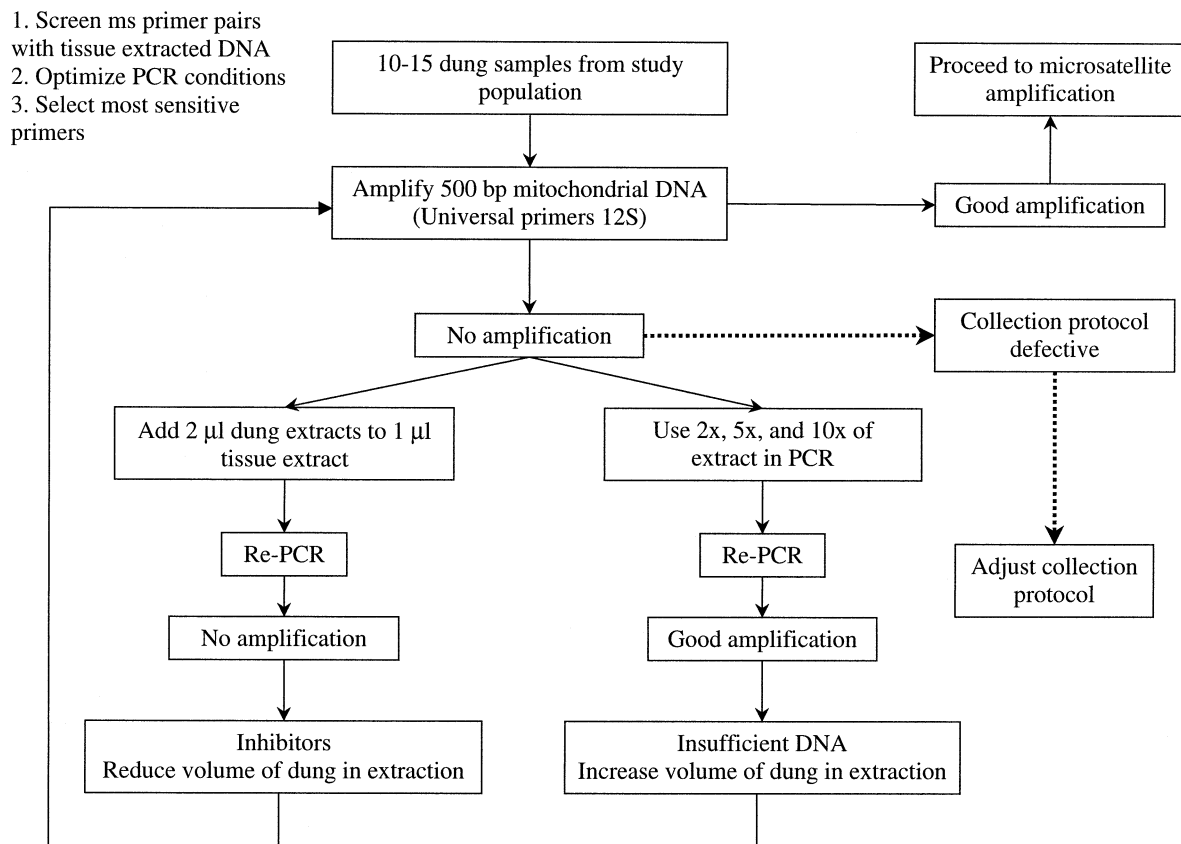 1. Screen ms primer pairs
with tissue extracted DNA
2. Optimize PCR conditions
3. Select most sensitive
primers
10-15 dung samples from study
population
Proceed to microsatellite
amplification
Amplify 500 bp mitochondrial DNA
(Universal primers 12S)
Good amplification
No amplification
Collection protocol
defective
Add 2 μl dung extracts to 1 μl
tissue extract
Use 2x, 5x, and 10x of
extract in PCR
Re-PCR
Re-PCR
Adjust collection
protocol
No amplification
Good amplification
Inhibitors
Reduce volume of dung in extraction
Insufficient DNA
Increase volume of dung in extraction